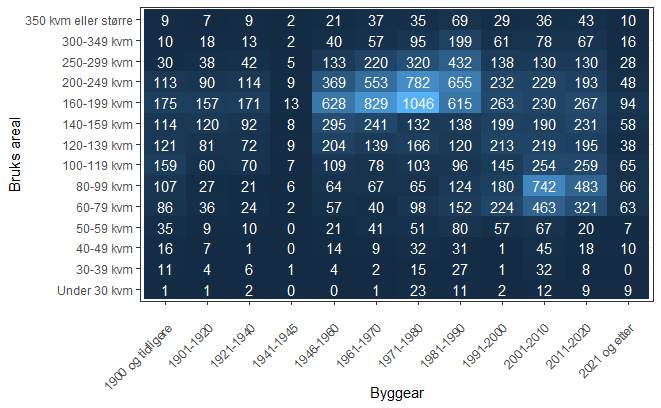 350 kvm eller større 9 7 9 2 21 37 35 69 29 36 43 10
300-349 kvm 10 18 13 2 40 57 95 199 61 78 67 16
250-299 kvm 30 38 42 5 133 220 320 432 138 130 130 28
200-249 kvm 113 90 114 9 369 553 782 655 232 229 193 48
160-199 kvm 175 157 171 13 628 829 1046 615 263 230 267 94
140-159 kvm 114 120 92 8 295 241 132 138 199 190 231 58
120-139 kvm 121 81 72 9 204 139 166 120 213 219 195 38
100-119 kvm 159 60 70 7 109 78 103 96 145 254 259 65
80-99 kvm 107 27 21 6 64 67 65 124 180 742 483 66
60-79 kvm 86 36 24 2 57 40 98 152 224 463 321 63
50-59 kvm 35 9 10 0 21 41 51 80 57 67 20 7
40-49 kvm 16 7 1 0 14 9 32 31 1 45 18 10
30-39 kvm 11 4 6 1 4 2 15 27 1 32 8 0
Under 30 kvm 1 1 2 0 0 1 23 11 2 12 9 9
Bruks areal
1900 og tidligere 1901-1920 1921-1940 1941-1945 1946-1960 1961-1970 1971-1980 1981-1990 1991-2000 2001-2010 2011-2020 2021 og etter
Byggear